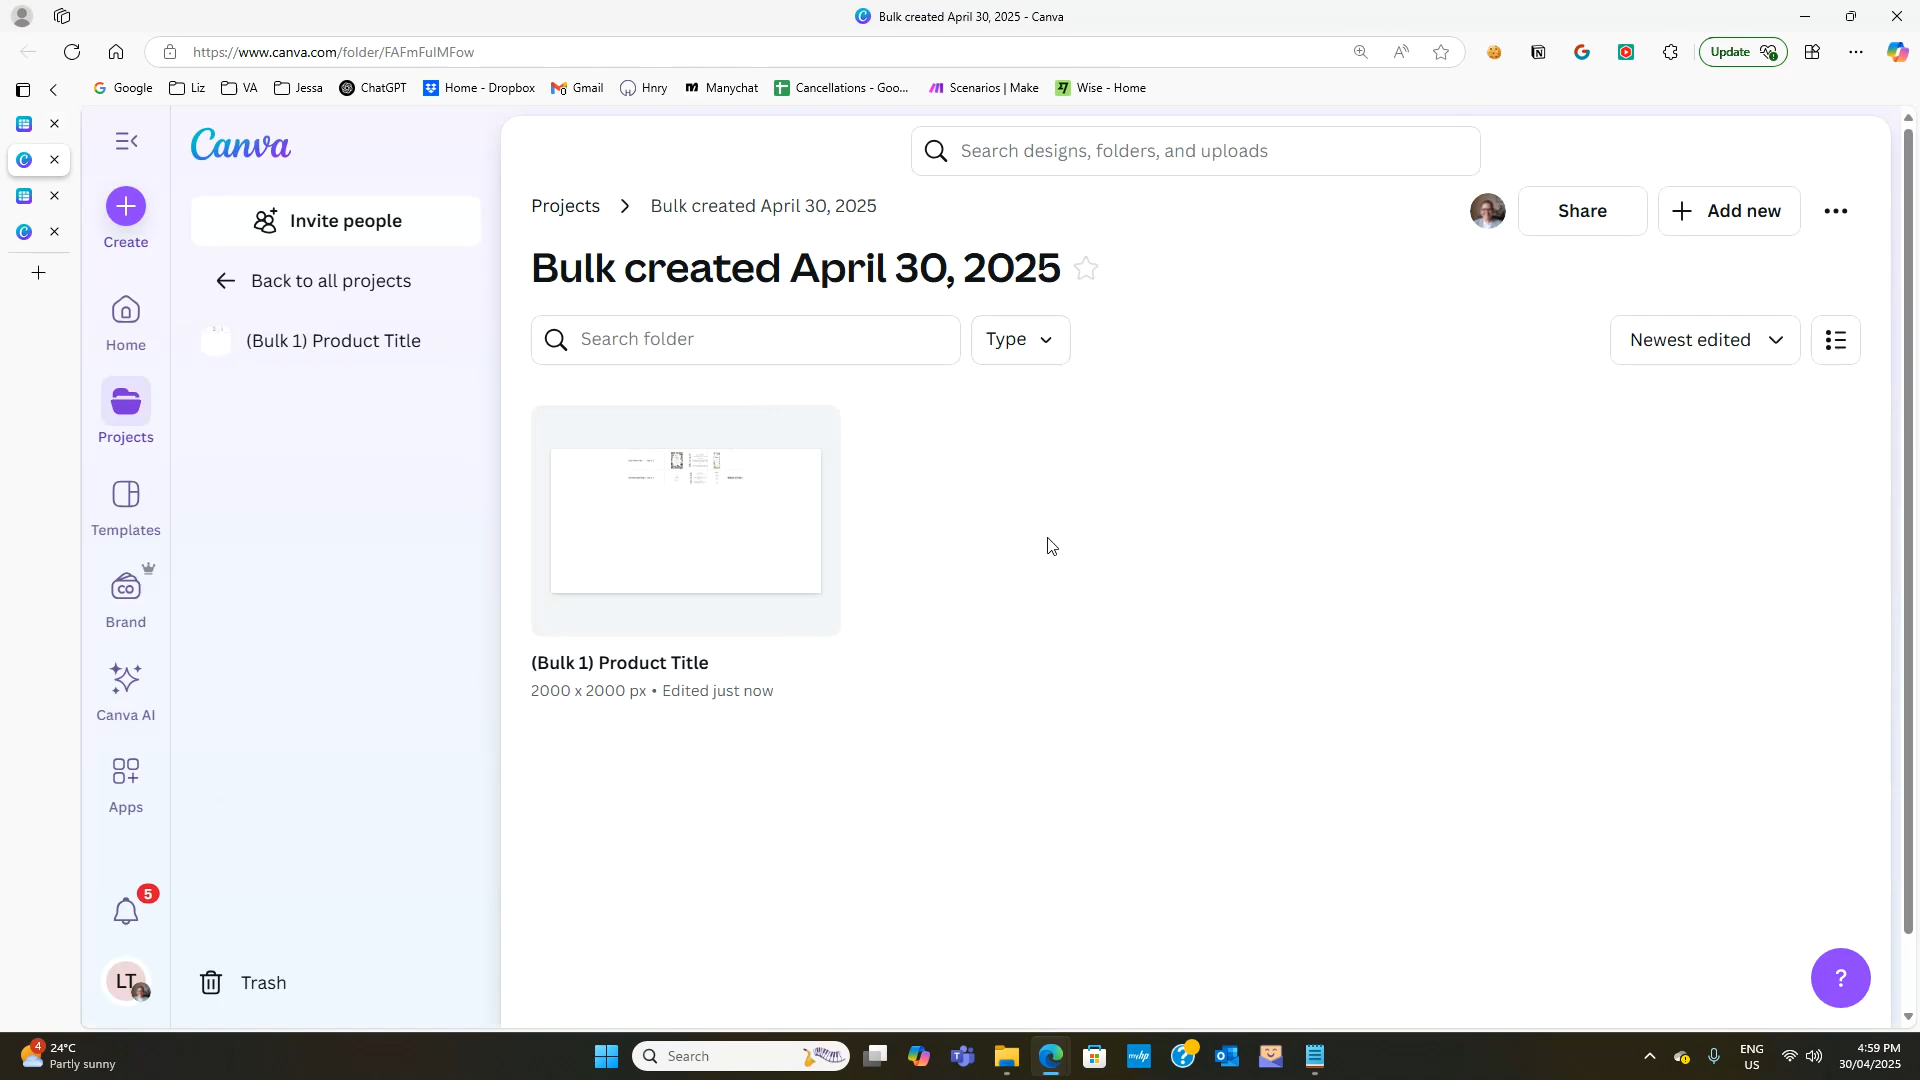 Bulk created April 30, 2025 - Canva
https://www.canva.com/folder/FAFmFulMFow
Update
Google
Liz
VA
Jessa
ChatGPT
Home - Dropbox
Gmail
Hnry
Manychat
Cancellations - Goo...
Scenarios | Make
Wise - Home
Canva
Search designs, folders, and uploads
Create
Invite people
Projects > Bulk created April 30, 2025
Share
+ Add new
Bulk created April 30, 2025
Back to all projects
(Bulk 1) Product Title
Home
Search folder
Type
Newest edited
Projects
Templates
CO
Brand
(Bulk 1) Product Title
2000 x 2000 px • Edited just now
Canva AI
Apps
5
LT
Trash
?
4
24°C
Partly sunny
Search
myhp
ENG
US
4:59 PM
30/04/2025